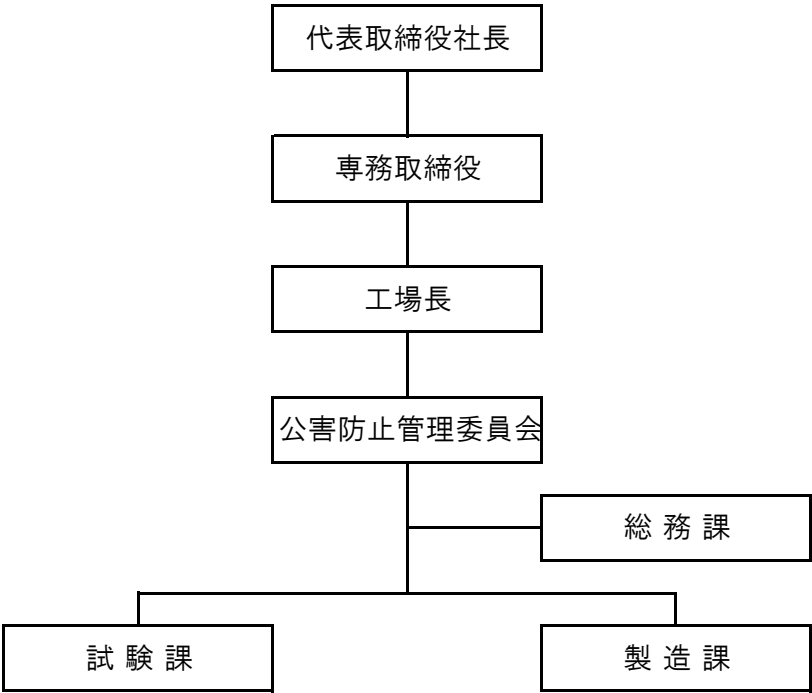 代表取締役社長
専務取締役
工場長
公害防止管理委員会
総 務 課
試 験 課
製 造 課